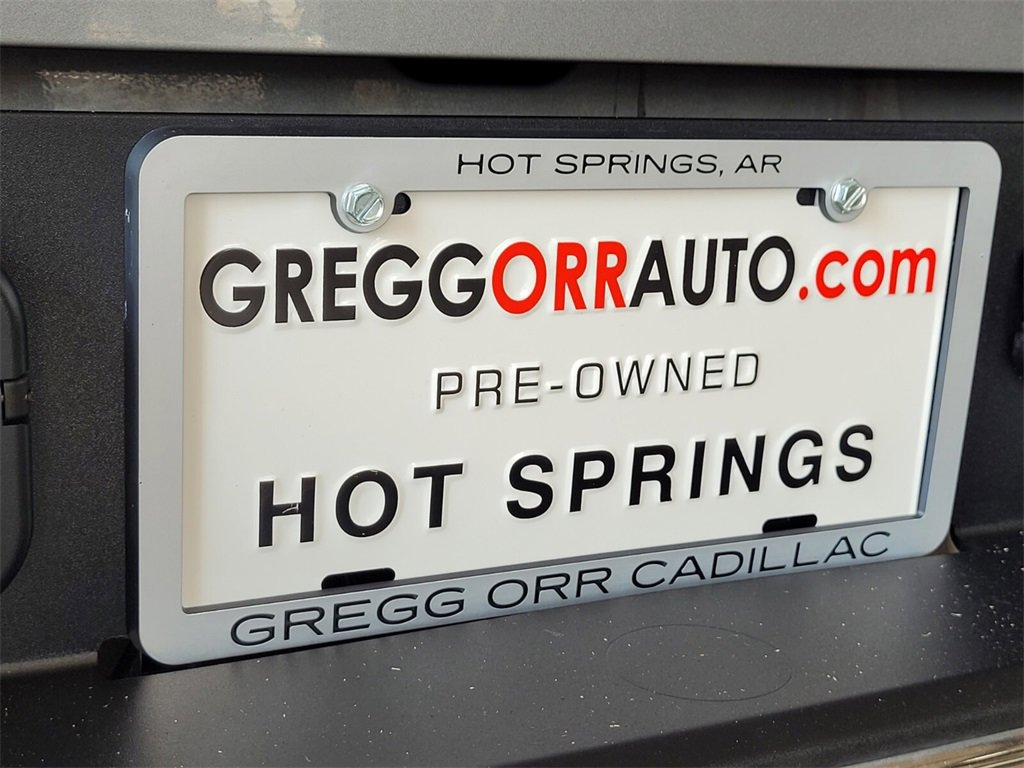 HOT SPRINGS, AR
GREGGORRAUTO.com
PRE-OWNED
HOT SPRINGS
GREGG ORR CADILLAC